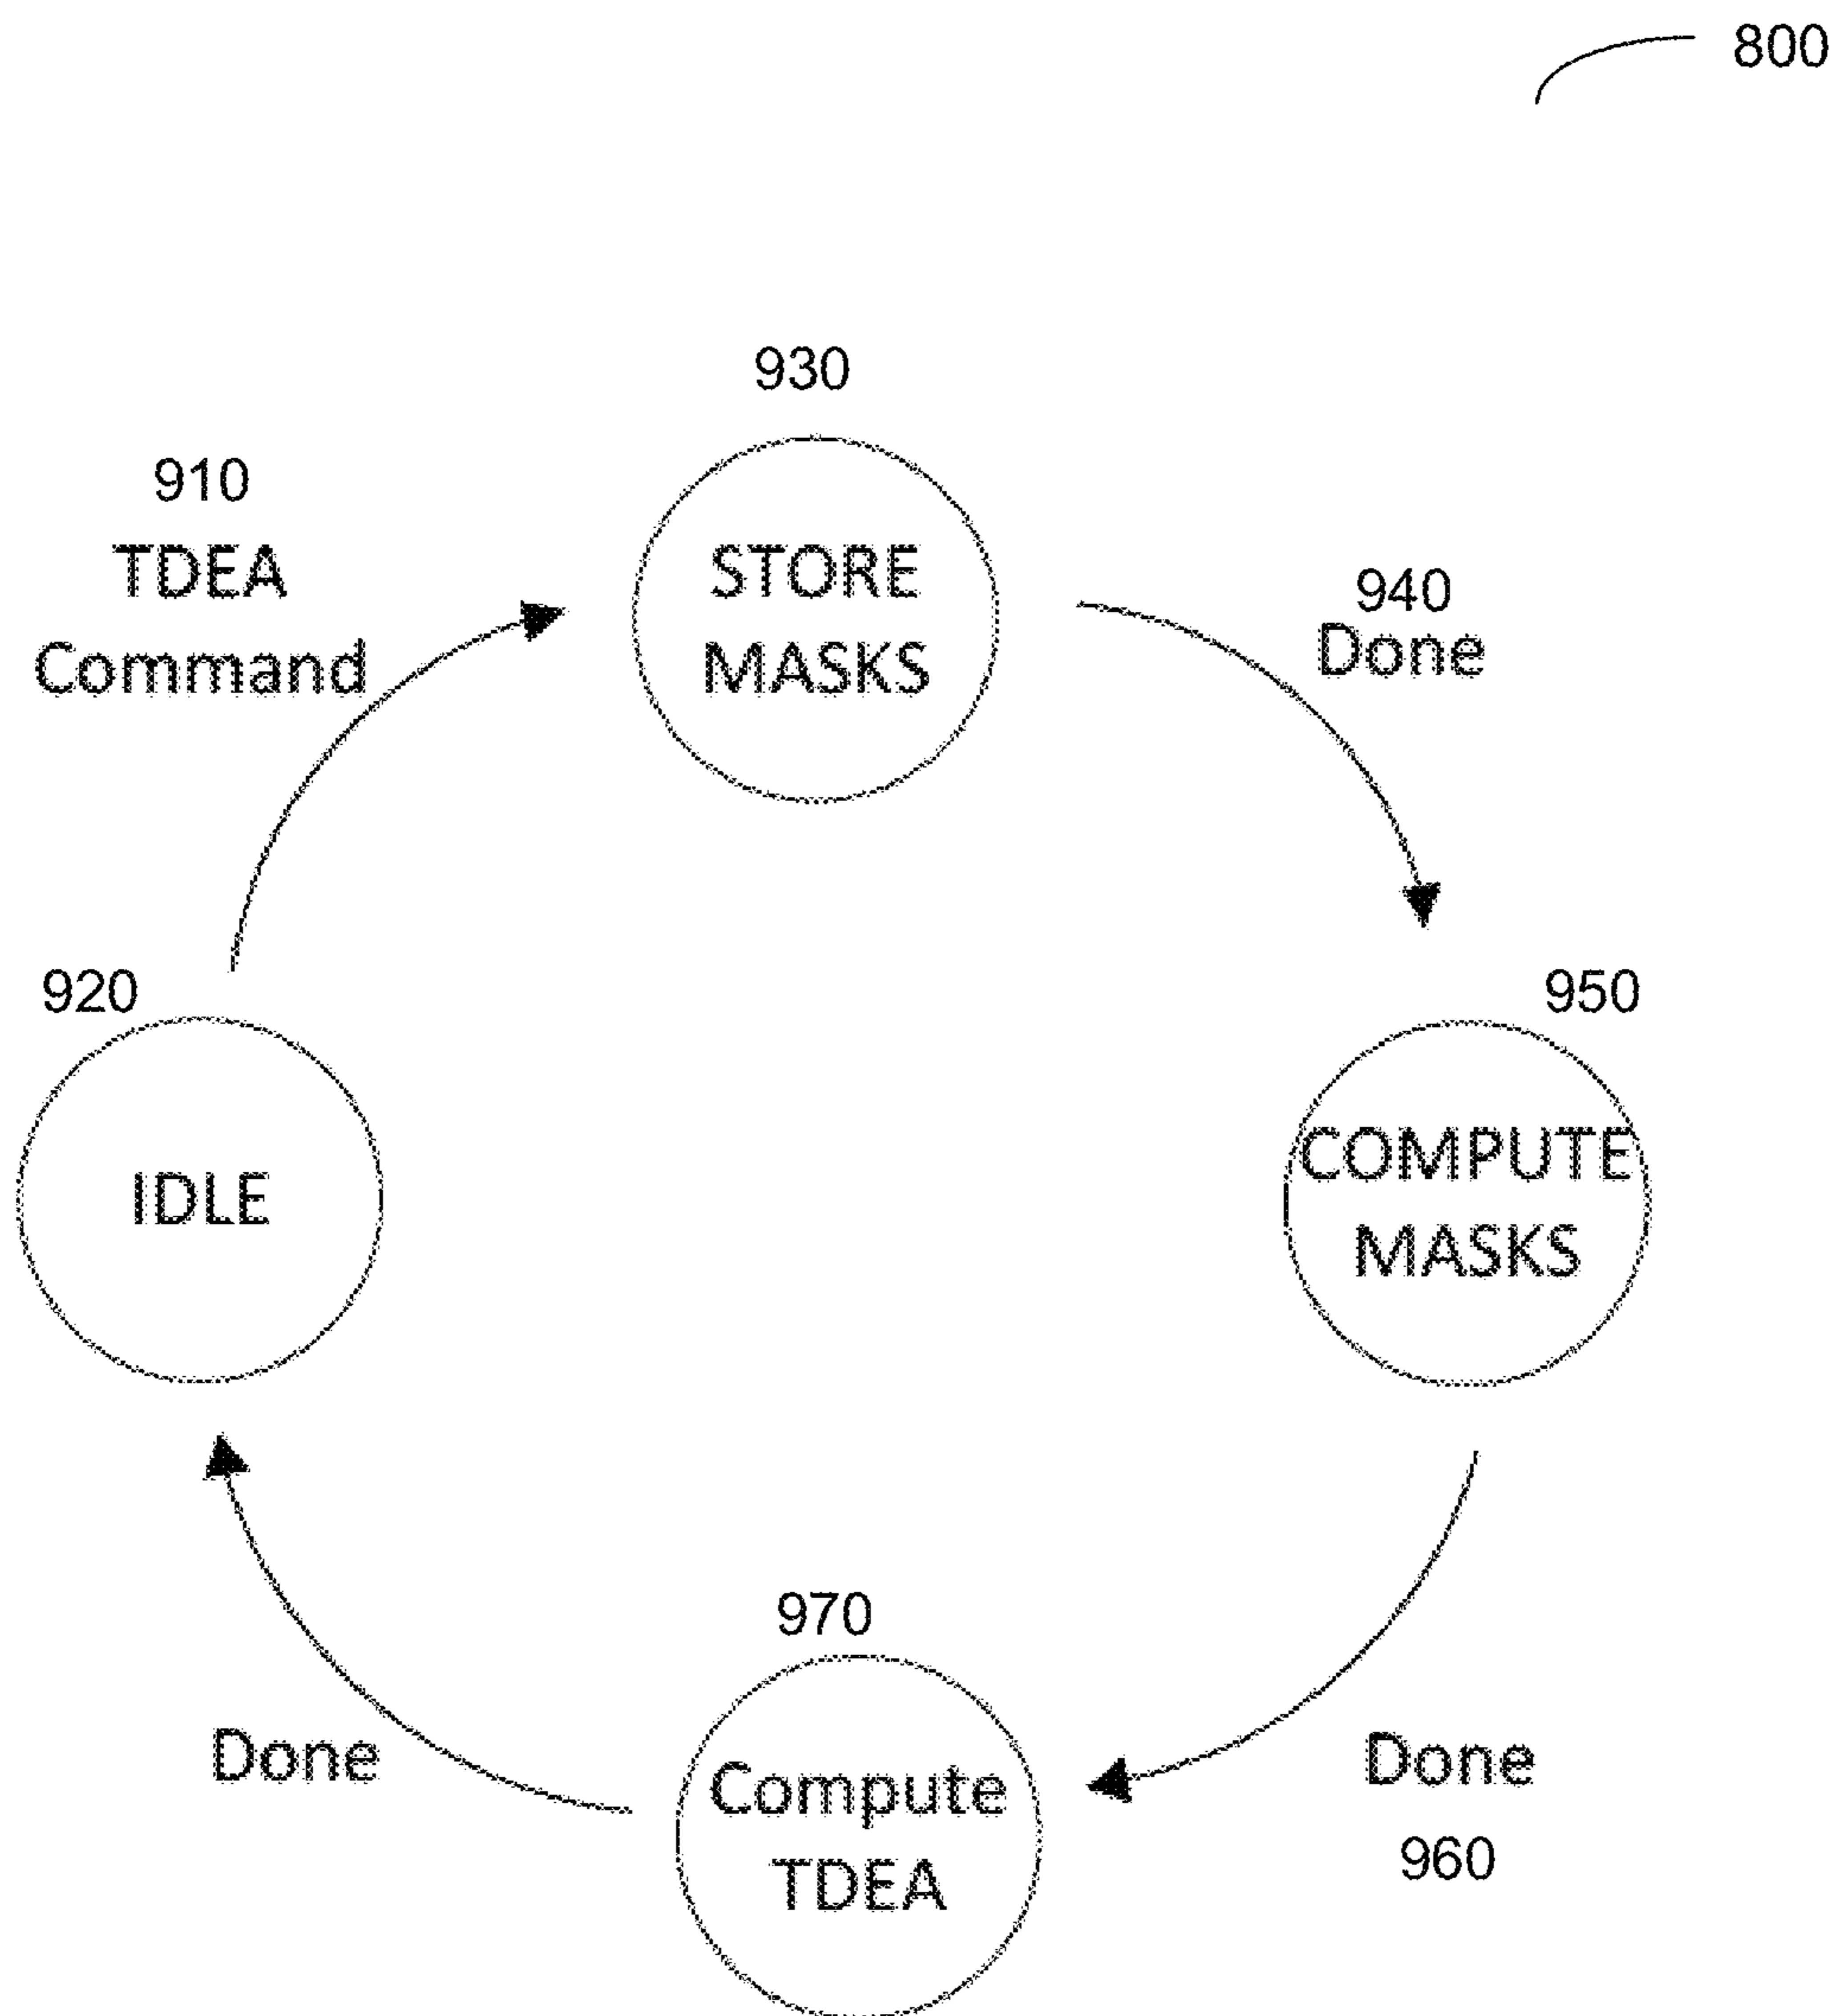 800
930
910
TDEA
Command
STORE
MASKS
940
Done
920
IDLE
950
COMPUTE
MASKS
970
Compute
TDEA
Done
Done
960